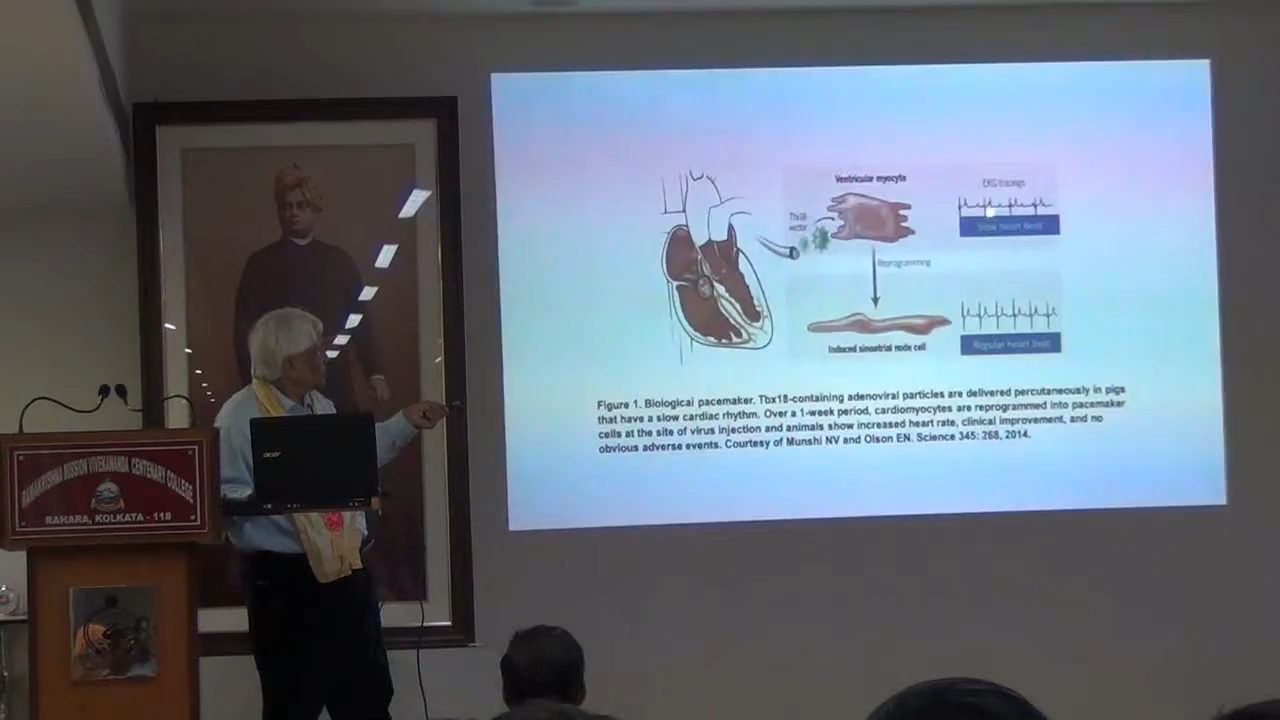 Ventricular myocyte
EKG tracings
Tbx18
vector
Slow heart beat
Reprogramming
Induced sinoatrial node cell
Regular heart beat
Figure 1. Biological pacemaker. Tbx18-containing adenoviral particles are delivered percutaneously in pigs
that have a slow cardiac rhythm. Over a 1-week period, cardiomyocytes are reprogrammed into pacemaker
cells at the site of virus injection and animals show increased heart rate, clinical improvement, and no
obvious adverse events. Courtesy of Munshi NV and Olson EN. Science 345: 268, 2014.
acer
RAMAKRISHNA MISSION VIVEKANANDA CENTENARY COLLEGE
RAHARA, KOLKATA - 118